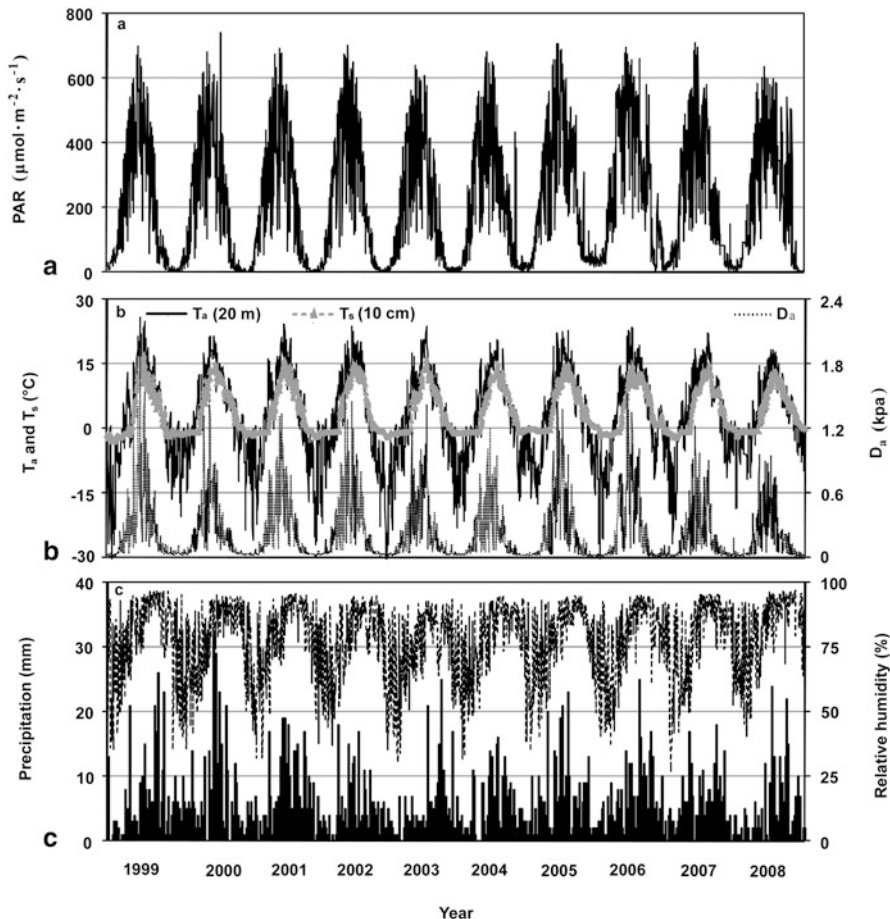 800
600
400
200
0
PAR (µmol·m⁻²·s⁻¹)
a
a
30
15
0
-15
-30
Tₐ and Tₛ (°C)
b
Tₐ (20 m)
Tₛ (10 cm)
Dₐ
2.4
1.8
1.2
0.6
0
Dₐ (kpa)
b
40
30
20
10
0
Precipitation (mm)
c
100
75
50
25
0
Relative humidity (%)
c
1999 2000 2001 2002 2003 2004 2005 2006 2007 2008
Year